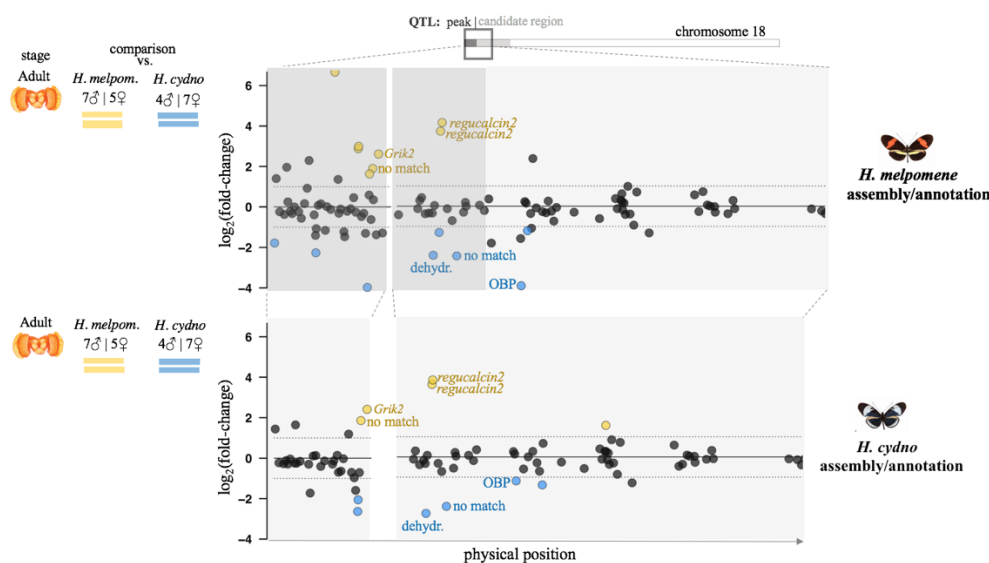 QTL: peak | candidate region
chromosome 18
stage
comparison
vs.
Adult
H. melpom.
H. cydno
7♂ | 5♀
4♂ | 7♀
log2(fold-change)
6
4
2
0
-2
-4
regucalcin2
regucalcin2
Grik2
no match
no match
dehydr.
OBP
H. melpomene
assembly/annotation
Adult
H. melpom.
H. cydno
7♂ | 5♀
4♂ | 7♀
log2(fold-change)
6
4
2
0
-2
-4
regucalcin2
regucalcin2
Grik2
no match
OBP
no match
dehydr.
H. cydno
assembly/annotation
physical position